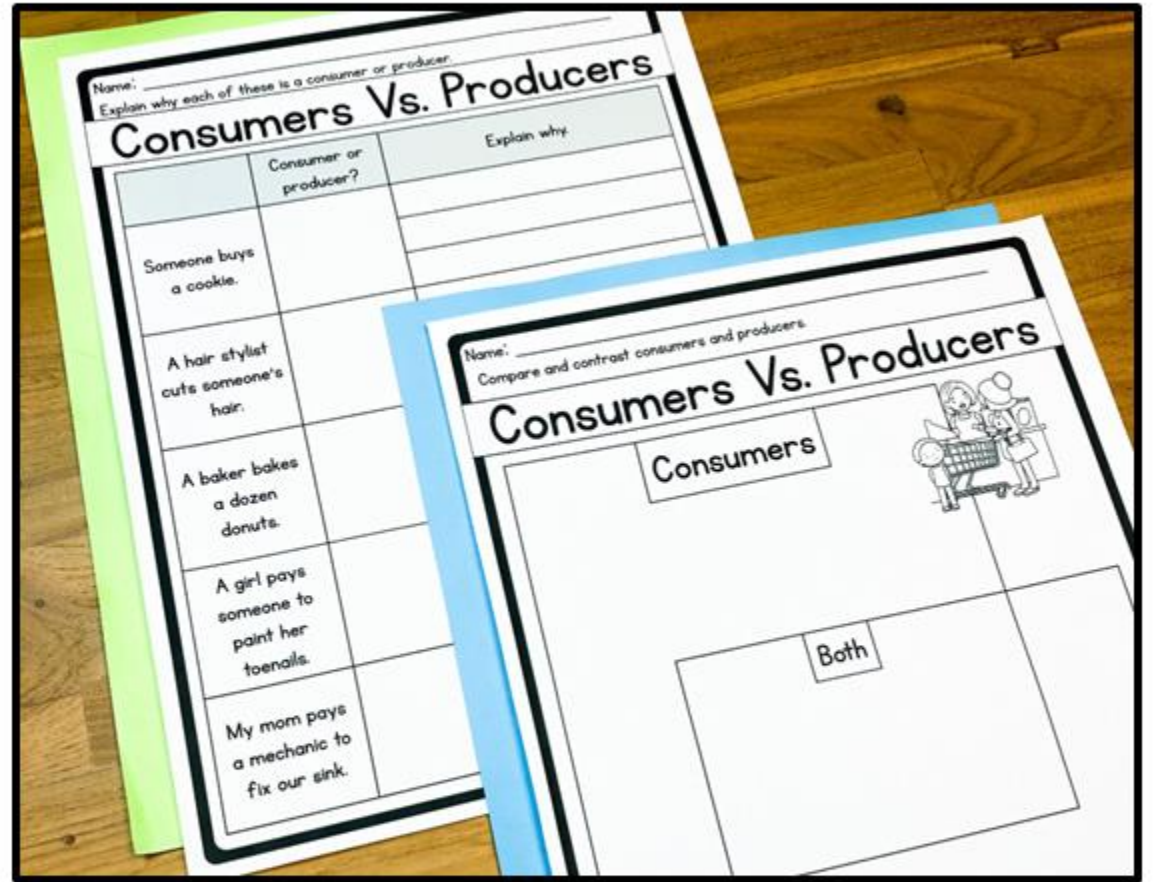 Name:
Explain why each of these is a consumer or producer.
Consumers Vs. Producers
Consumer or
producer?
Explain why.
Someone buys
a cookie.
A hair stylist
cuts someone's
hair.
A baker bakes
a dozen
donuts.
A girl pays
someone to
paint her
toenails.
My mom pays
a mechanic to
fix our sink.
Name:
Compare and contrast consumers and producers.
Consumers Vs. Producers
Consumers
Both